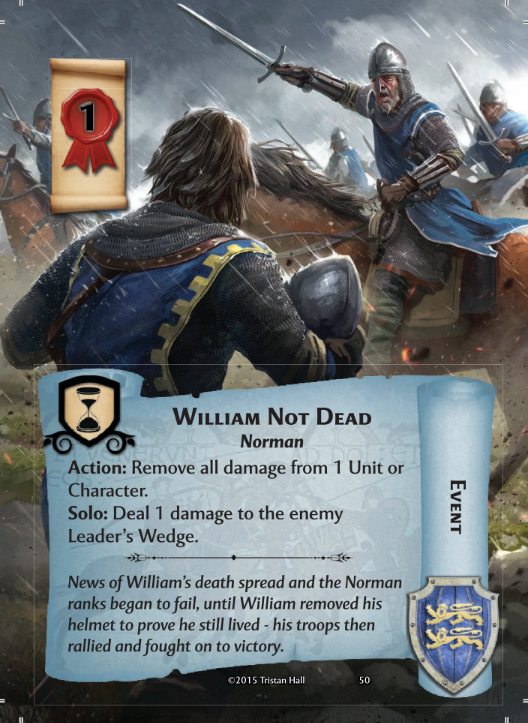 1
William Not Dead
Norman
Action: Remove all damage from 1 Unit or
Character.
Solo: Deal 1 damage to the enemy
Leader's Wedge.
News of William's death spread and the Norman
ranks began to fail, until William removed his
helmet to prove he still lived - his troops then
rallied and fought on to victory.
Event
©2015 Tristan Hall
50